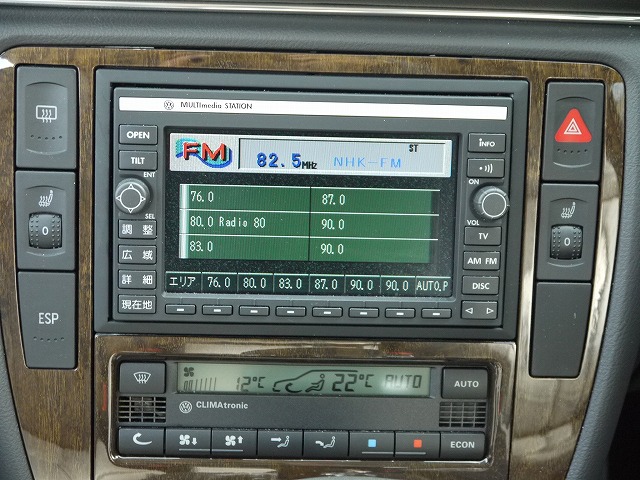 MULTImedia STATION
OPEN
INFO
TILT
ENT
SEL
FM
82.5MHz
ST
NHK-FM
ON
VOL
76.0 87.0
80.0 Radio 80 90.0
83.0 90.0
調整
広域
詳細
現在地
TV
AM FM
DISC
エリア 76.0 80.0 83.0 87.0 90.0 90.0 AUTO.P
0
0
ESP
12°C 22°C AUTO
AUTO
CLIMAtronic
ECON